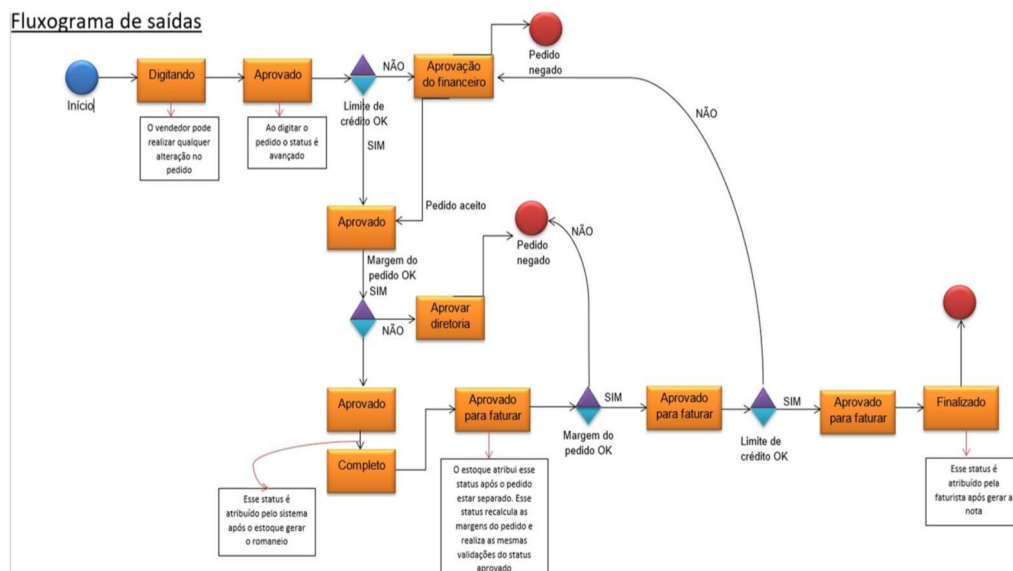 Fluxograma de saídas
Pedido
negado
Início
Digitando
Aprovado
NÃO
Aprovação
do financeiro
Limite de
crédito OK
O vendedor pode
realizar qualquer
alteração no
pedido
Ao digitar o
pedido o status é
avançado
SIM
NÃO
Pedido aceito
Aprovado
Pedido
negado
NÃO
Margem do
pedido OK
SIM
NÃO
Aprovar
diretoria
Aprovado
Aprovado
para faturar
SIM
Margem do
pedido OK
Aprovado
para faturar
SIM
Limite de
crédito OK
Aprovado
para faturar
Finalizado
Completo
Esse status é
atribuído pelo sistema
após o estoque gerar
o romaneio
O estoque atribui esse
status após o pedido
estar separado. Esse
status recalcula as
margens do pedido e
realiza as mesmas
validações do status
aprovado
Esse status é
atribuído pela
faturista após gerar a
nota